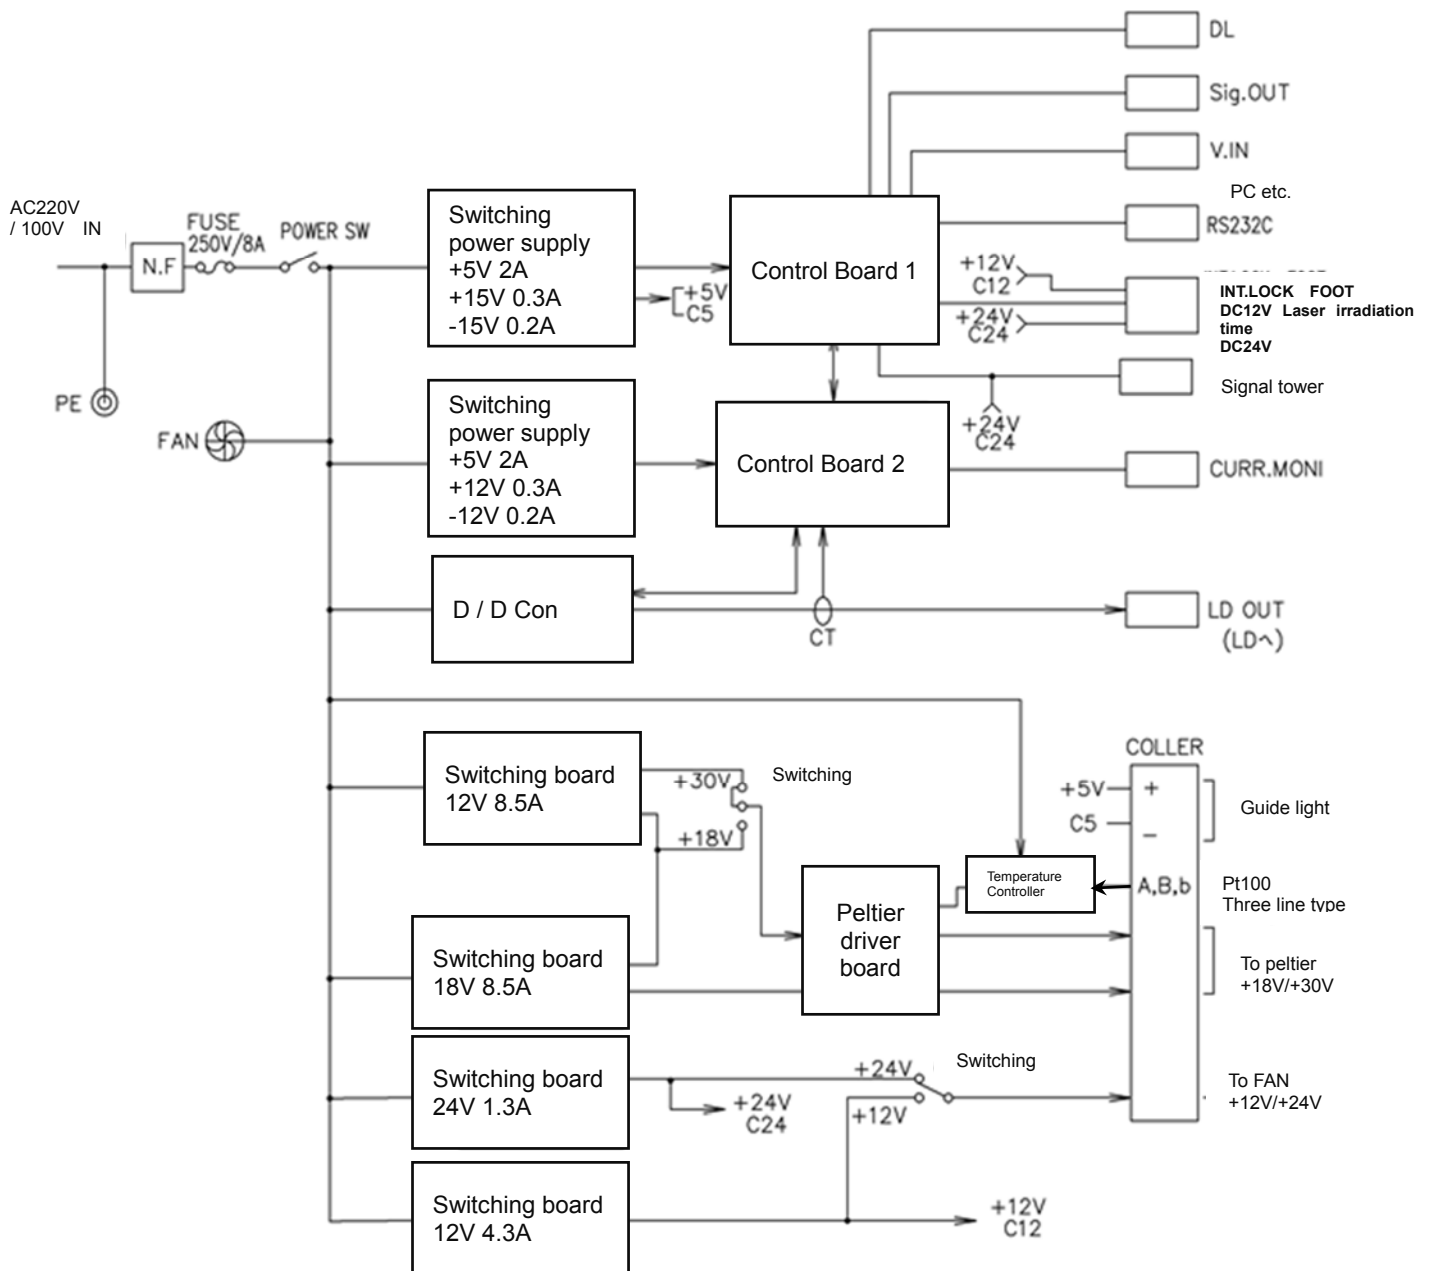 DL
Sig.OUT
V.IN
PC etc.
RS232C
AC220V
/ 100V IN
FUSE
250V/8A
POWER SW
N.F
PE
FAN
Switching
power supply
+5V 2A
+15V 0.3A
-15V 0.2A
+5V
C5
Control Board 1
+12V
C12
+24V
C24
INT.LOCK FOOT
DC12V Laser irradiation
time
DC24V
Signal tower
+24V
C24
Switching
power supply
+5V 2A
+12V 0.3A
-12V 0.2A
Control Board 2
CURR.MONI
D / D Con
CT
LD OUT
(LDへ)
Switching board
12V 8.5A
+30V
Switching
+18V
COLLER
+5V
+
C5
−
Guide light
Temperature
Controller
A,B,b
Pt100
Three line type
Peltier
driver
board
Switching board
18V 8.5A
To peltier
+18V/+30V
Switching board
24V 1.3A
+24V
C24
+24V
Switching
+12V
To FAN
+12V/+24V
Switching board
12V 4.3A
+12V
C12